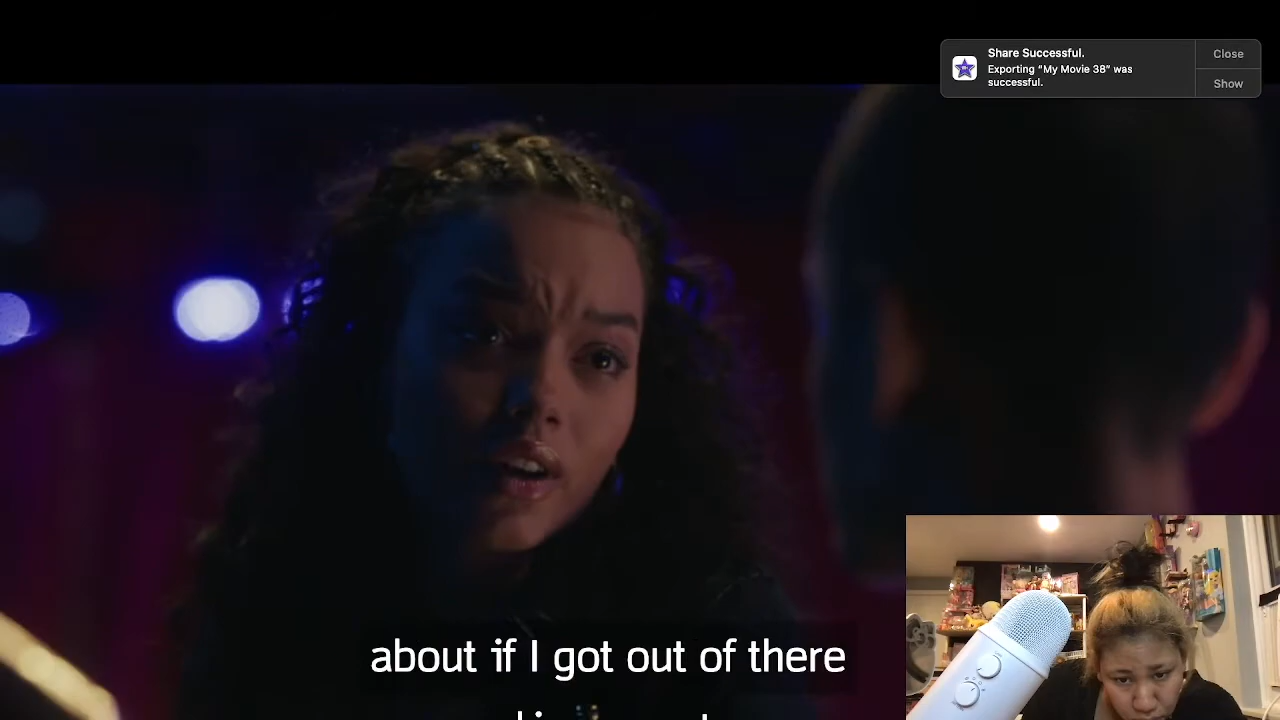 Share Successful.
Close
Exporting "My Movie 38" was
successful.
Show
about if I got out of there